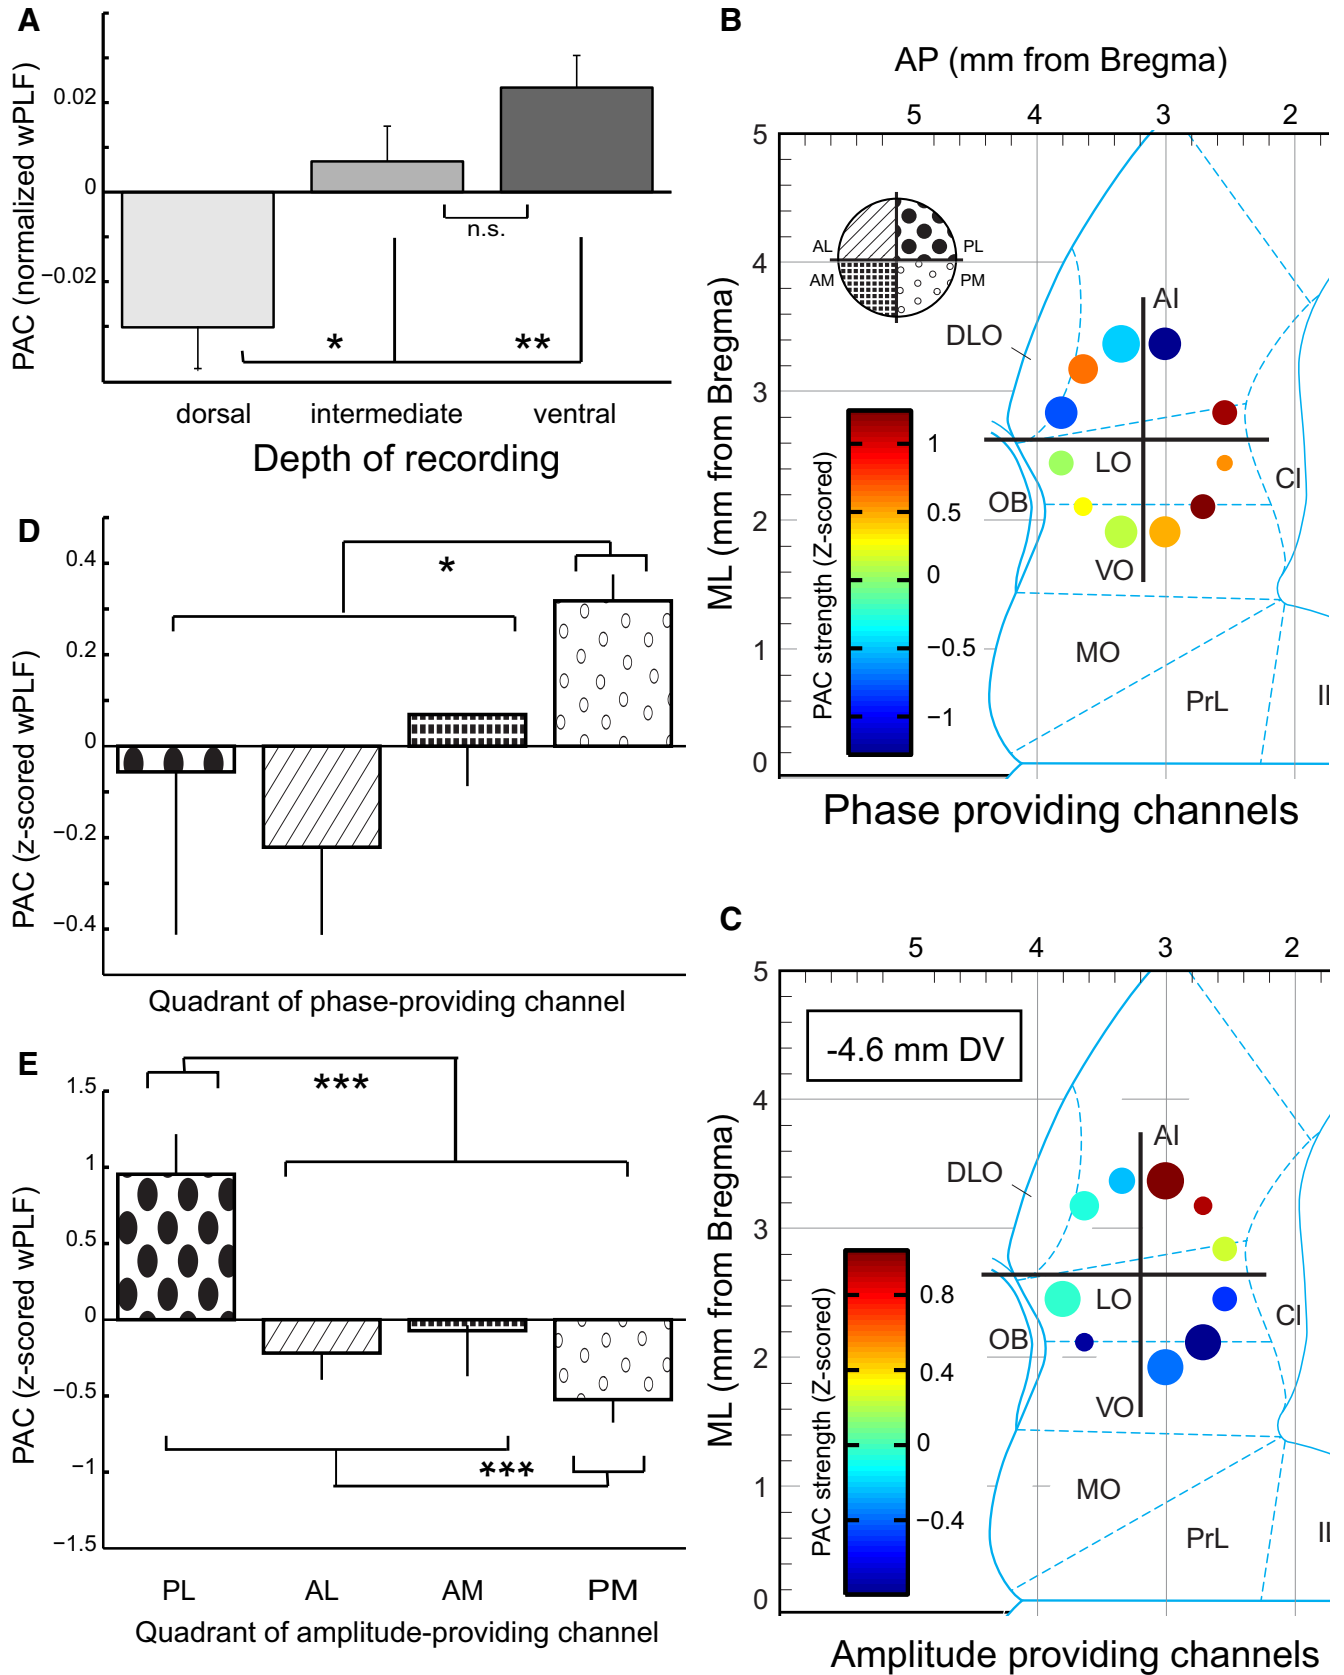 A
PAC (normalized wPLF)
0.02
0
−0.02
n.s.
*
**
dorsal
intermediate
ventral
Depth of recording
B
AP (mm from Bregma)
5
4
3
2
5
4
3
2
1
0
ML (mm from Bregma)
AL
PL
AM
PM
DLO
AI
LO
OB
CI
VO
MO
PrL
Il
PAC strength (Z-scored)
1
0.5
0
−0.5
−1
Phase providing channels
D
PAC (z-scored wPLF)
0.4
0.2
0
−0.2
−0.4
*
Quadrant of phase-providing channel
C
5
4
3
2
5
4
3
2
1
0
ML (mm from Bregma)
-4.6 mm DV
DLO
AI
LO
OB
CI
VO
MO
PrL
Il
PAC strength (Z-scored)
0.8
0.4
0
−0.4
Amplitude providing channels
E
PAC (z-scored wPLF)
1.5
1
0.5
0
−0.5
−1
−1.5
***
***
PL
AL
AM
PM
Quadrant of amplitude-providing channel